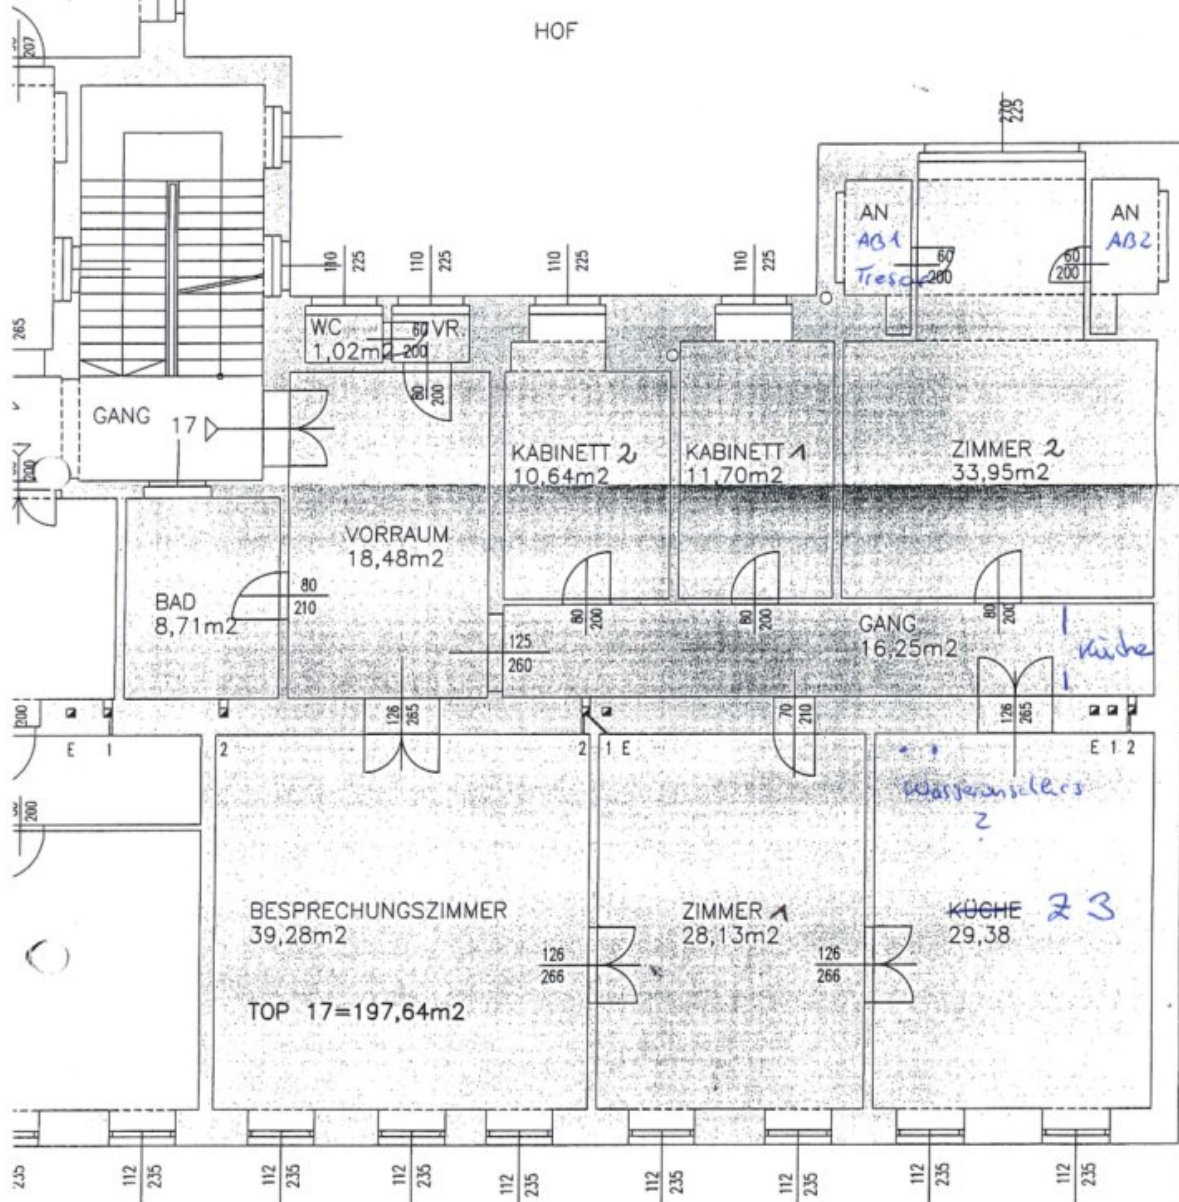 HOF
207
270
225
AN
AB1
Tresor
60
200
AN
AB2
60
200
110
225
110
225
110
225
110
225
265
WC
1,02m2
60
200
VR.
80
200
GANG
17
200
KABINETT 2
10,64m2
KABINETT 1
11,70m2
ZIMMER 2
33,95m2
VORRAUM
18,48m2
BAD
8,71m2
80
210
80
200
80
200
80
200
GANG
16,25m2
Küche
125
260
200
126
265
70
210
126
265
E
1
2
2
1
E
E
1
2
Wasseranschluss
?
200
BESPRECHUNGSZIMMER
39,28m2
ZIMMER 1
28,13m2
KÜCHE
Z 3
29,38
126
266
126
266
TOP 17=197,64m2
235
112
235
112
235
112
235
112
235
112
235
112
235
112
235
112
235